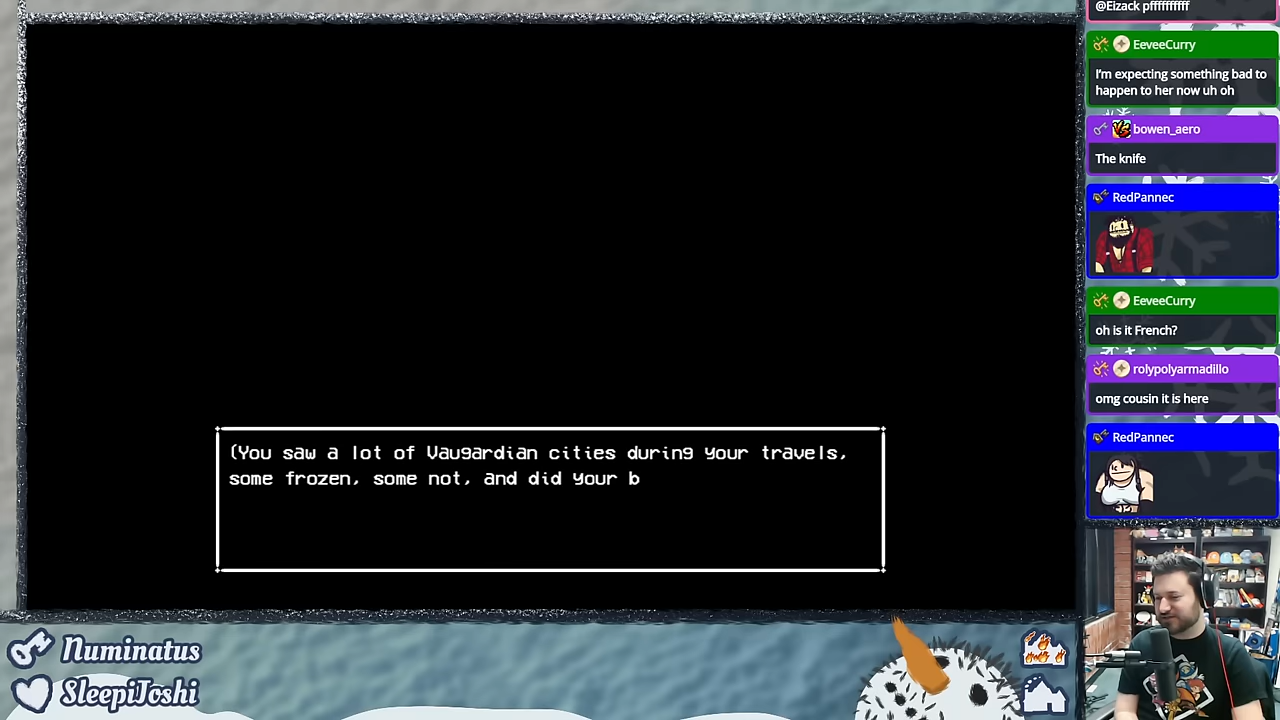 @Eizack pffffffffff
EeveeCurry
I'm expecting something bad to
happen to her now uh oh
bowen_aero
The knife
RedPannec
EeveeCurry
oh is it French?
rolypolyarmadillo
omg cousin it is here
RedPannec
(You saw a lot of Vaugardian cities during your travels,
some frozen, some not, and did your b
Numinatus
SleepiJoshi